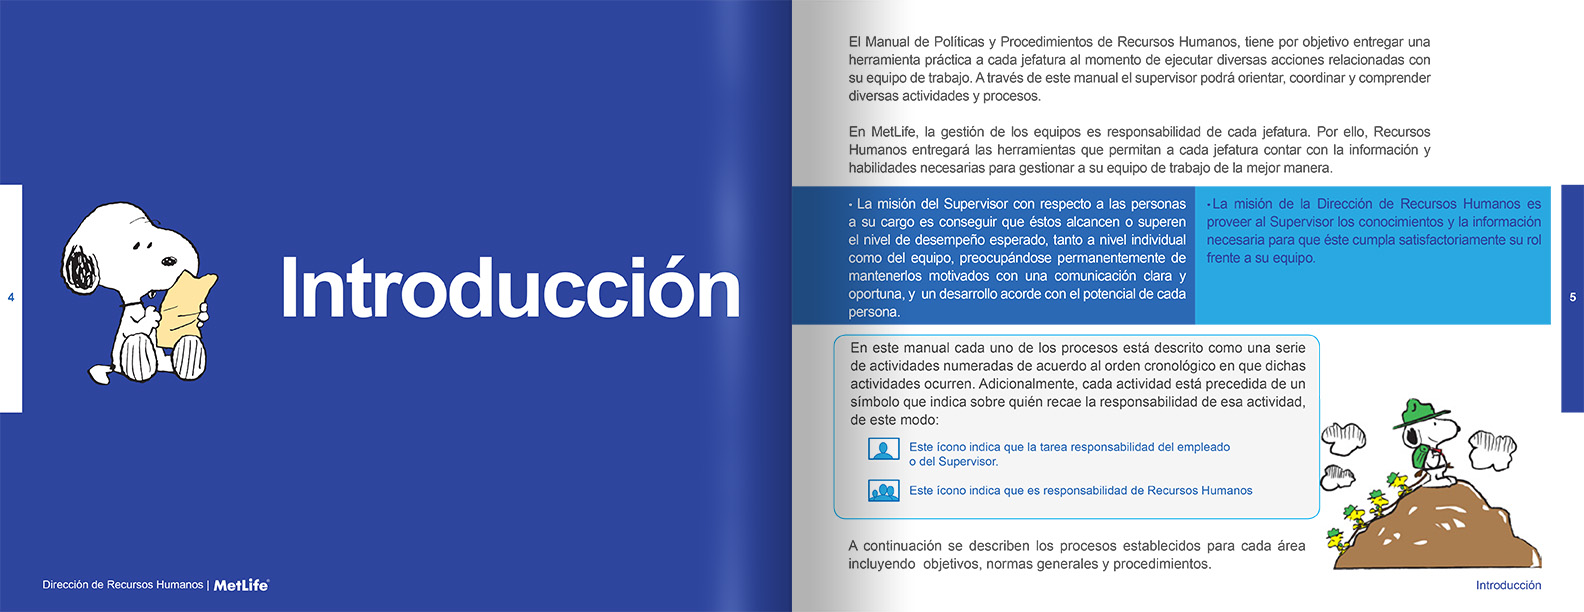 4
Introducción
Dirección de Recursos Humanos | MetLife®
El Manual de Políticas y Procedimientos de Recursos Humanos, tiene por objetivo entregar una
herramienta práctica a cada jefatura al momento de ejecutar diversas acciones relacionadas con
su equipo de trabajo. A través de este manual el supervisor podrá orientar, coordinar y comprender
diversas actividades y procesos.
En MetLife, la gestión de los equipos es responsabilidad de cada jefatura. Por ello, Recursos
Humanos entregará las herramientas que permitan a cada jefatura contar con la información y
habilidades necesarias para gestionar a su equipo de trabajo de la mejor manera.
- La misión del Supervisor con respecto a las personas
a su cargo es conseguir que éstos alcancen o superen
el nivel de desempeño esperado, tanto a nivel individual
como del equipo, preocupándose permanentemente de
mantenerlos motivados con una comunicación clara y
oportuna, y un desarrollo acorde con el potencial de cada
persona.
- La misión de la Dirección de Recursos Humanos es
proveer al Supervisor los conocimientos y la información
necesaria para que éste cumpla satisfactoriamente su rol
frente a su equipo.
5
En este manual cada uno de los procesos está descrito como una serie
de actividades numeradas de acuerdo al orden cronológico en que dichas
actividades ocurren. Adicionalmente, cada actividad está precedida de un
símbolo que indica sobre quién recae la responsabilidad de esa actividad,
de este modo:
Este ícono indica que la tarea responsabilidad del empleado
o del Supervisor.
Este ícono indica que es responsabilidad de Recursos Humanos
A continuación se describen los procesos establecidos para cada área
incluyendo objetivos, normas generales y procedimientos.
Introducción